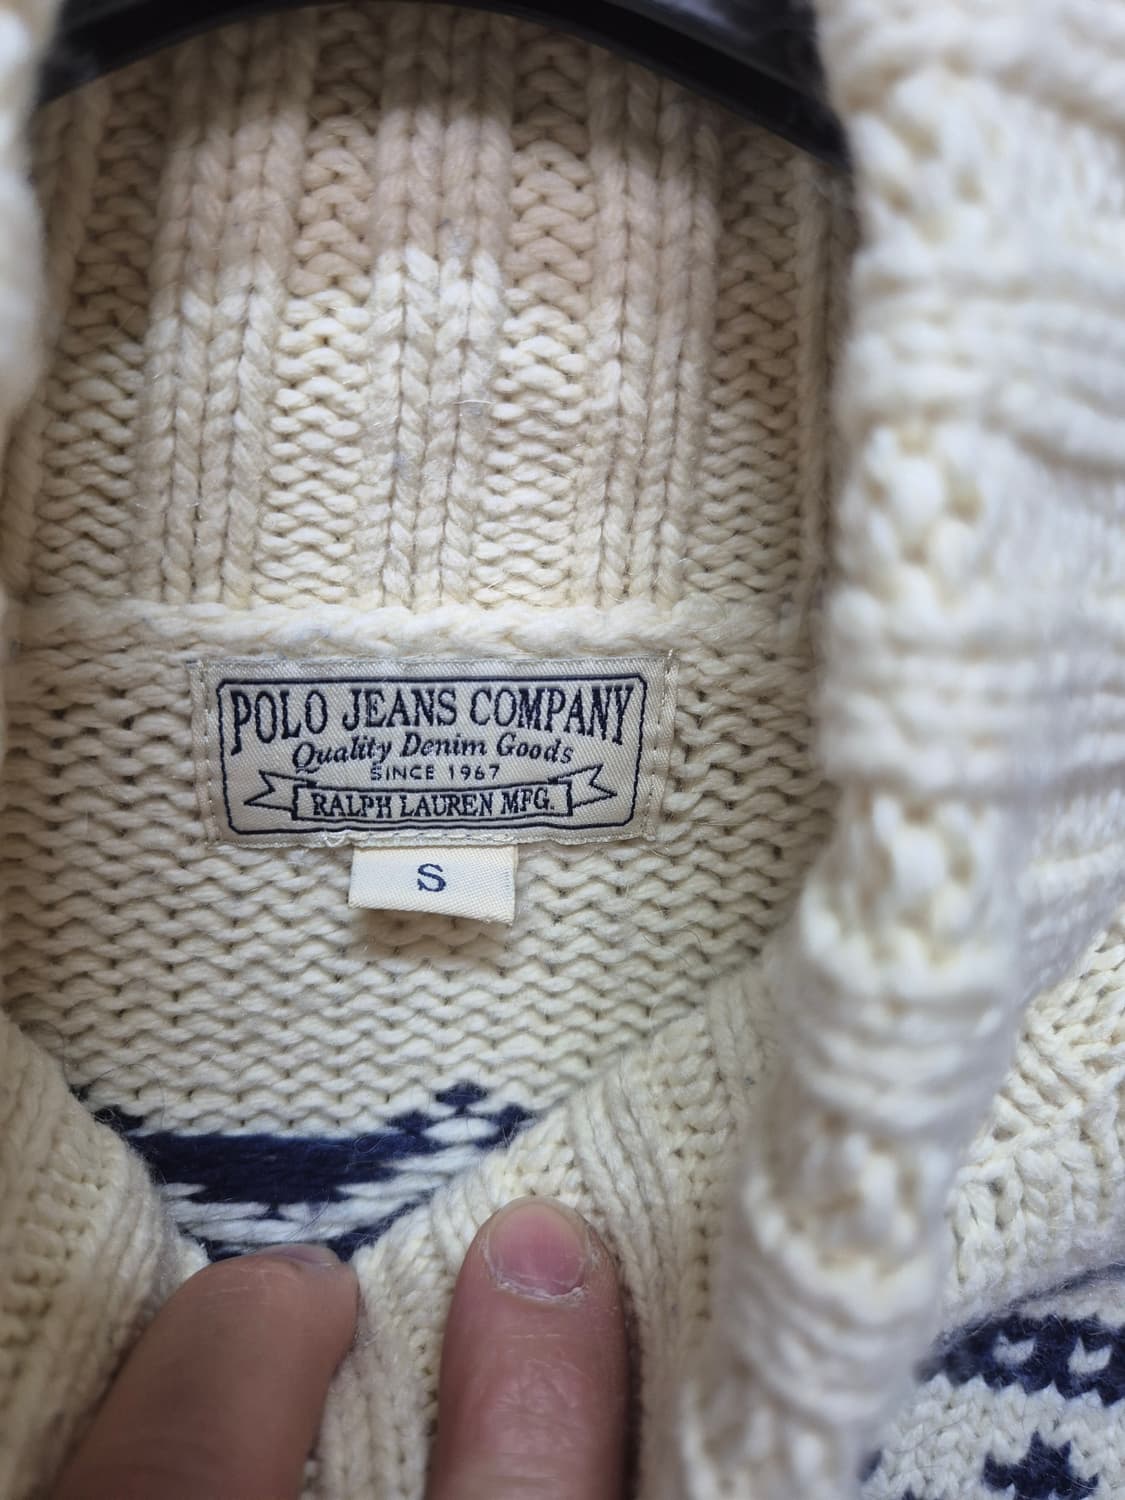 POLO JEANS COMPANY
Quality Denim Goods
SINCE 1967
RALPH LAUREN MFG.
S